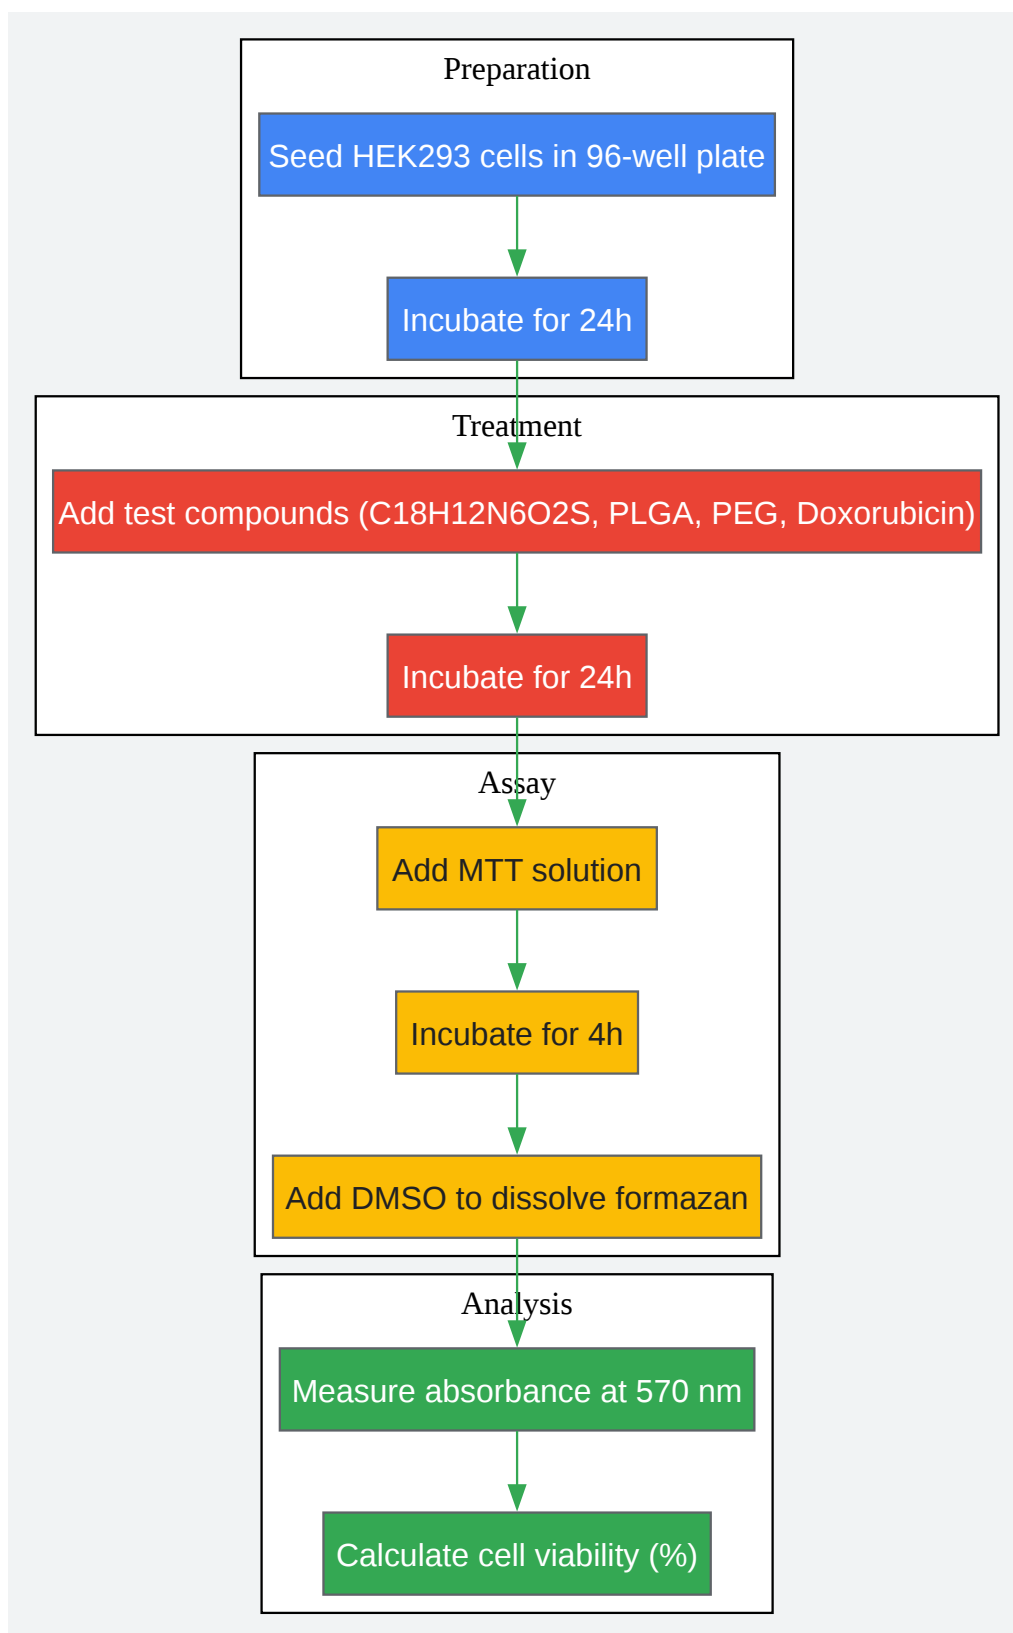 Preparation
Seed HEK293 cells in 96-well plate
Incubate for 24h
Treatment
Add test compounds (C18H12N6O2S, PLGA, PEG, Doxorubicin)
Incubate for 24h
Assay
Add MTT solution
Incubate for 4h
Add DMSO to dissolve formazan
Analysis
Measure absorbance at 570 nm
Calculate cell viability (%)